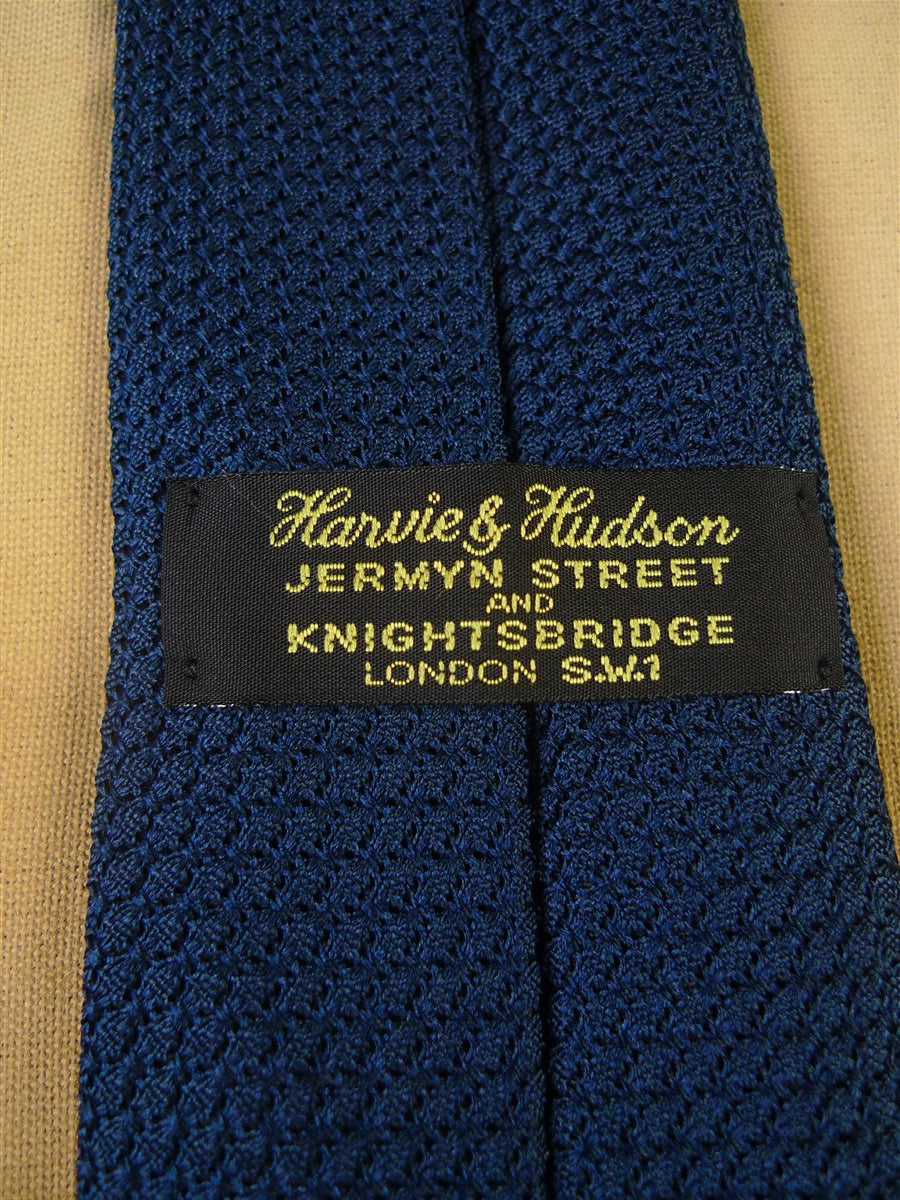 Harvie & Hudson
JERMYN STREET
AND
KNIGHTSBRIDGE
LONDON S.W.1